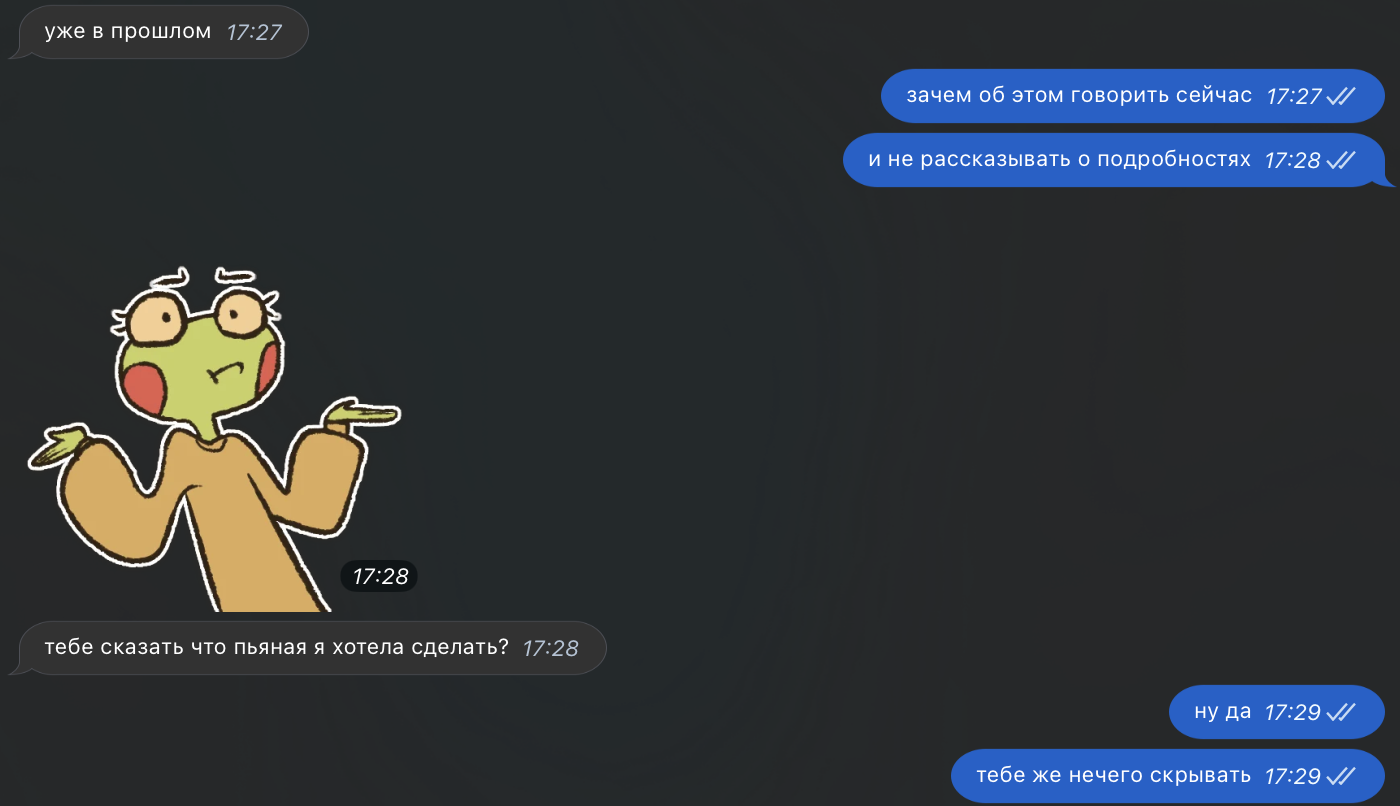 уже в прошлом 17:27
зачем об этом говорить сейчас 17:27
и не рассказывать о подробностях 17:28
17:28
тебе сказать что пьяная я хотела сделать? 17:28
ну да 17:29
тебе же нечего скрывать 17:29